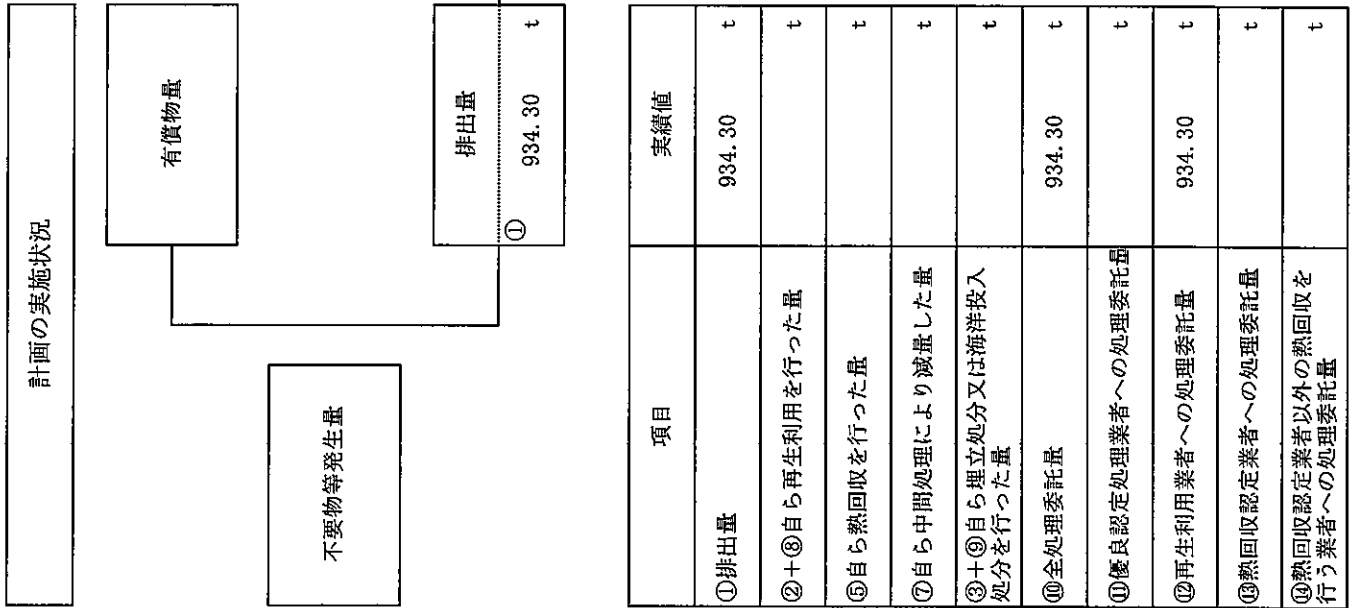 計画の実施状況
不要物等発生量
有償物量
排出量
① 934.30 t
項目 実績値
①排出量 934.30 t
②+⑧自ら再生利用を行った量 t
⑤自ら熱回収を行った量 t
⑦自ら中間処理により減量した量 t
③+⑨自ら埋立処分又は海洋投入
処分を行った量 t
⑩全処理委託量 934.30 t
⑪優良認定処理業者への処理委託量 t
⑫再生利用業者への処理委託量 934.30 t
⑬熱回収認定業者への処理委託量 t
⑭熱回収認定業者以外の熱回収を
行う業者への処理委託量 t